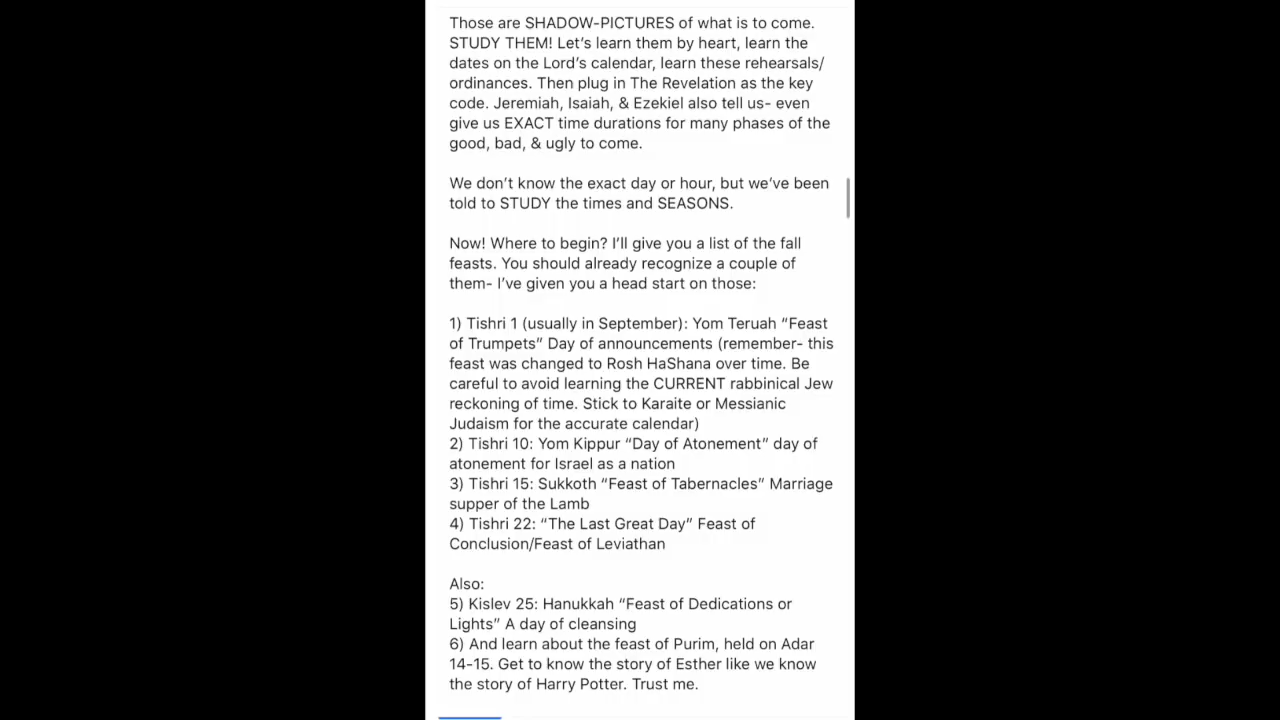 Those are SHADOW-PICTURES of what is to come.
STUDY THEM! Let’s learn them by heart, learn the
dates on the Lord’s calendar, learn these rehearsals/
ordinances. Then plug in The Revelation as the key
code. Jeremiah, Isaiah, & Ezekiel also tell us- even
give us EXACT time durations for many phases of the
good, bad, & ugly to come.
We don’t know the exact day or hour, but we’ve been
told to STUDY the times and SEASONS.
Now! Where to begin? I’ll give you a list of the fall
feasts. You should already recognize a couple of
them- I’ve given you a head start on those:
1) Tishri 1 (usually in September): Yom Teruah “Feast
of Trumpets” Day of announcements (remember- this
feast was changed to Rosh HaShana over time. Be
careful to avoid learning the CURRENT rabbinical Jew
reckoning of time. Stick to Karaite or Messianic
Judaism for the accurate calendar)
2) Tishri 10: Yom Kippur “Day of Atonement” day of
atonement for Israel as a nation
3) Tishri 15: Sukkoth “Feast of Tabernacles” Marriage
supper of the Lamb
4) Tishri 22: “The Last Great Day” Feast of
Conclusion/Feast of Leviathan
Also:
5) Kislev 25: Hanukkah “Feast of Dedications or
Lights” A day of cleansing
6) And learn about the feast of Purim, held on Adar
14-15. Get to know the story of Esther like we know
the story of Harry Potter. Trust me.